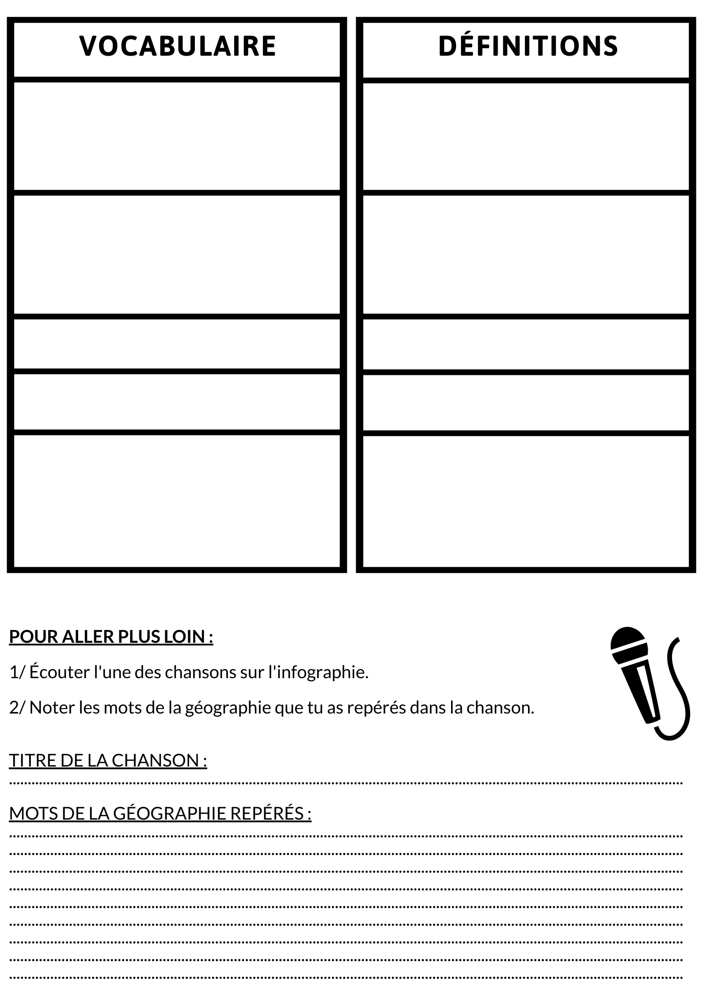 VOCABULAIRE
DÉFINITIONS
POUR ALLER PLUS LOIN :
1/ Écouter l'une des chansons sur l'infographie.
2/ Noter les mots de la géographie que tu as repérés dans la chanson.
TITRE DE LA CHANSON :
MOTS DE LA GÉOGRAPHIE REPÉRÉS :